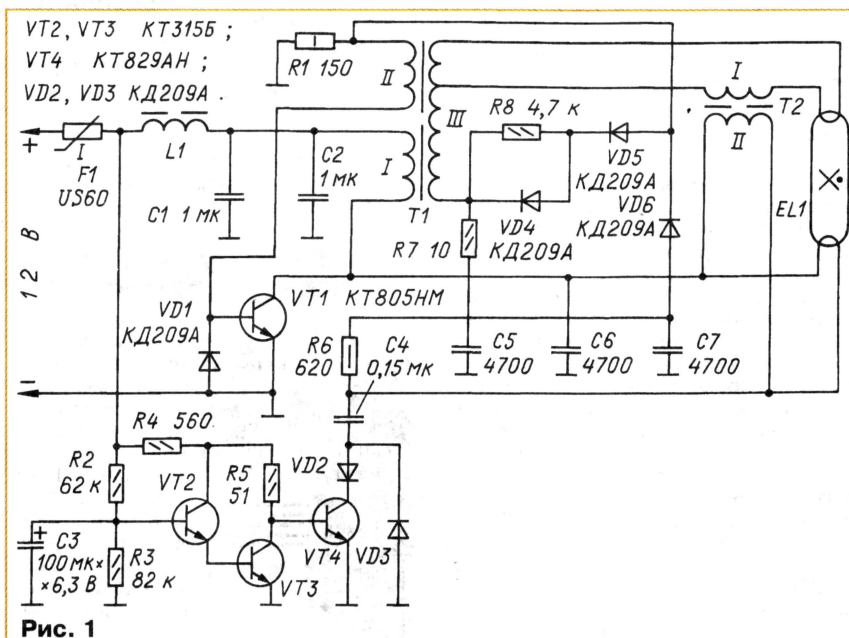 VT2, VT3 КТ315Б ;
VT4 КТ829АН ;
VD2, VD3 КД209А .
R1 150
II
I
T2
II
EL1
III
R8 4,7 к
VD5
КД209А
VD6
КД209А
VD4
КД209А
+
I
F1
US60
L1
C1 1 мк
C2
1 мк
I
T1
R7 10
12 В
VD1
КД209А
VT1 КТ805НМ
R6
620
C4
0,15 мк
C5
4700
C6
4700
C7
4700
−
R4 560
R2
62 к
VT2
R5
51
VD2
+
C3
100 мк×
×6,3 В
R3
82 к
VT3
VT4
VD3
Рис. 1